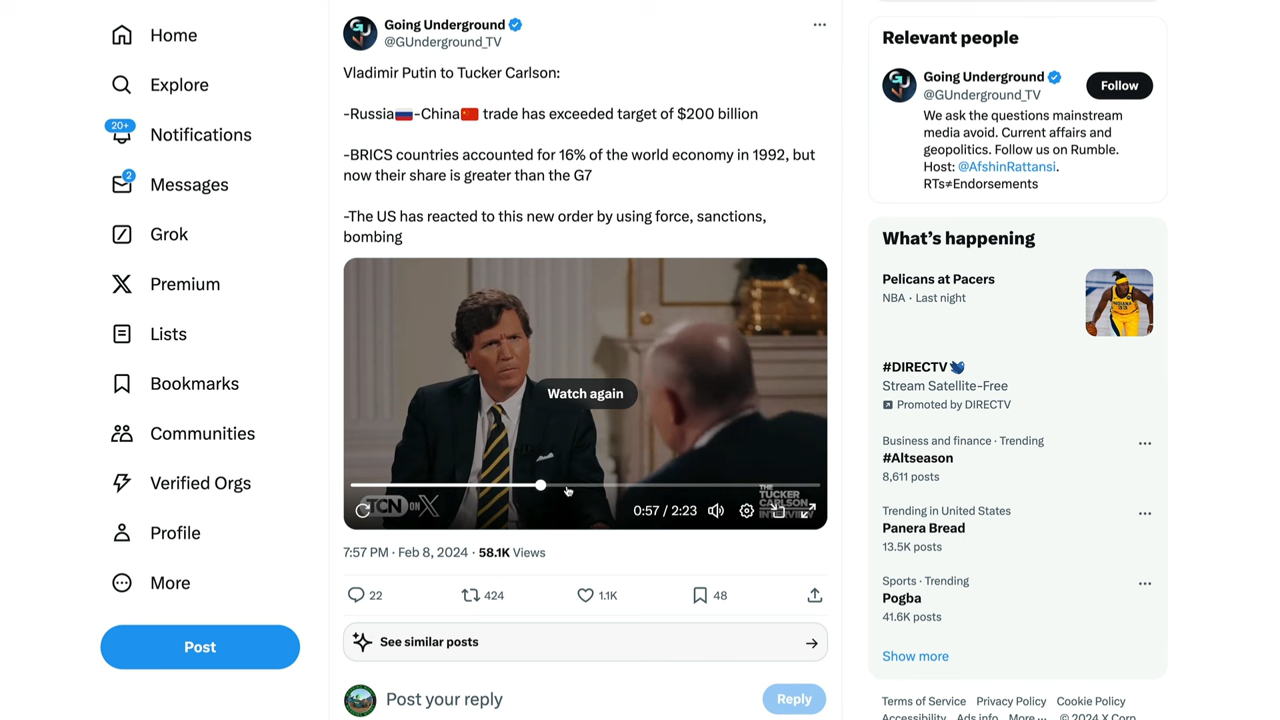 Home
Explore
20+
Notifications
2
Messages
Grok
Premium
Lists
Bookmarks
Communities
Verified Orgs
Profile
More
Post
Going Underground
@GUnderground_TV
Vladimir Putin to Tucker Carlson:
-Russia🇷🇺-China🇨🇳 trade has exceeded target of $200 billion
-BRICS countries accounted for 16% of the world economy in 1992, but
now their share is greater than the G7
-The US has reacted to this new order by using force, sanctions,
bombing
Watch again
TCN ON X
0:57 / 2:23
THE
TUCKER
CARLSON
INTERVIEW
7:57 PM · Feb 8, 2024 · 58.1K Views
22
424
1.1K
48
See similar posts
Post your reply
Reply
Relevant people
Going Underground
@GUnderground_TV
Follow
We ask the questions mainstream
media avoid. Current affairs and
geopolitics. Follow us on Rumble.
Host: @AfshinRattansi.
RTs≠Endorsements
What's happening
Pelicans at Pacers
NBA · Last night
#DIRECTV
Stream Satellite-Free
Promoted by DIRECTV
Business and finance · Trending
#Altseason
8,611 posts
Trending in United States
Panera Bread
13.5K posts
Sports · Trending
Pogba
41.6K posts
Show more
Terms of Service Privacy Policy Cookie Policy
Accessibility Ads info More ··· © 2024 X Corp.